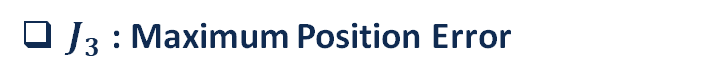 ❑ J₃ : Maximum Position Error